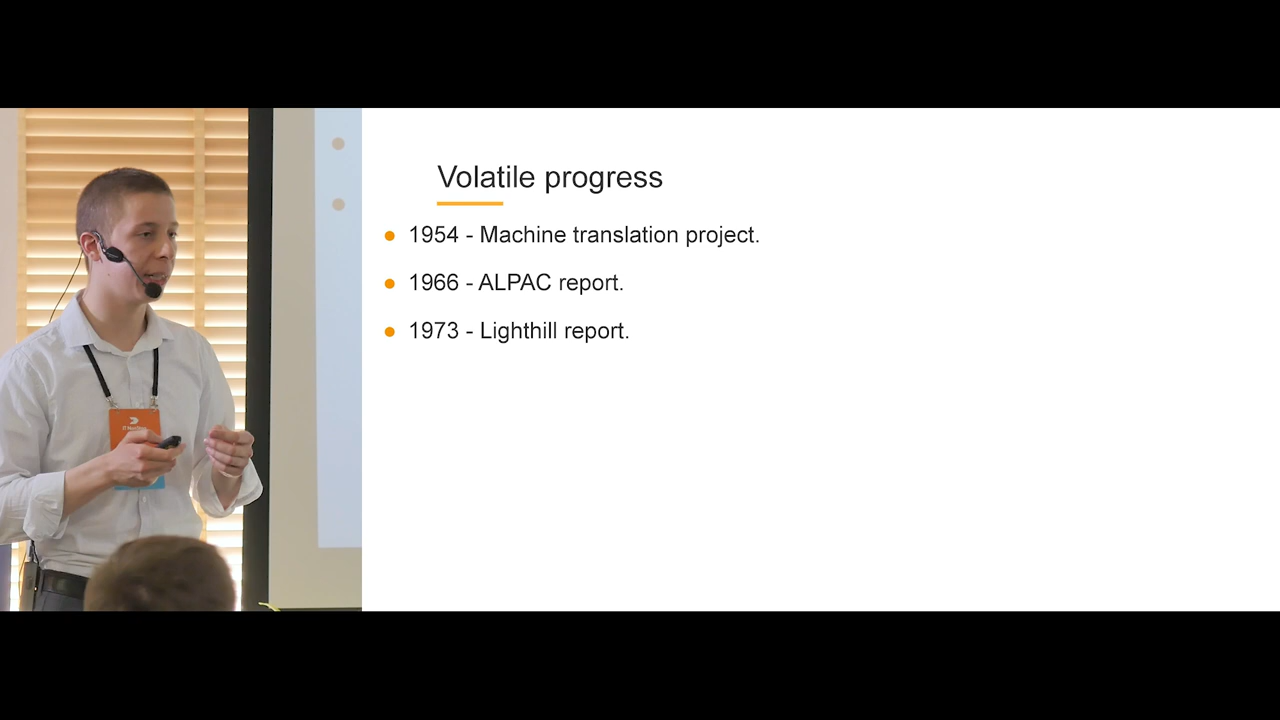 Volatile progress
● 1954 - Machine translation project.
● 1966 - ALPAC report.
● 1973 - Lighthill report.